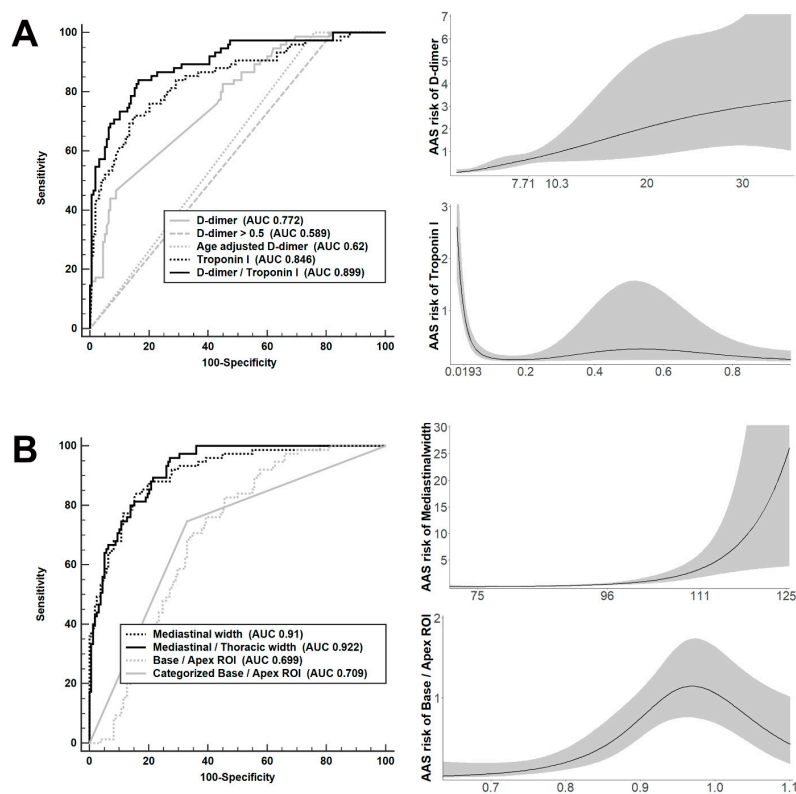 A
100
80
60
40
20
0
Sensitivity
D-dimer (AUC 0.772)
D-dimer > 0.5 (AUC 0.589)
Age adjusted D-dimer (AUC 0.62)
Troponin I (AUC 0.846)
D-dimer / Troponin I (AUC 0.899)
0 20 40 60 80 100
100-Specificity
AAS risk of D-dimer
7
6
5
4
3
2
1
7.71 10.3 20 30
AAS risk of Troponin I
3
2
1
0
0.0193 0.2 0.4 0.6 0.8
B
100
80
60
40
20
0
Sensitivity
Mediastinal width (AUC 0.91)
Mediastinal / Thoracic width (AUC 0.922)
Base / Apex ROI (AUC 0.699)
Categorized Base / Apex ROI (AUC 0.709)
0 20 40 60 80 100
100-Specificity
AAS risk of Mediastinalwidth
30
25
20
15
10
5
75 96 111 125
AAS risk of Base / Apex ROI
2
1
0.7 0.8 0.9 1.0 1.1